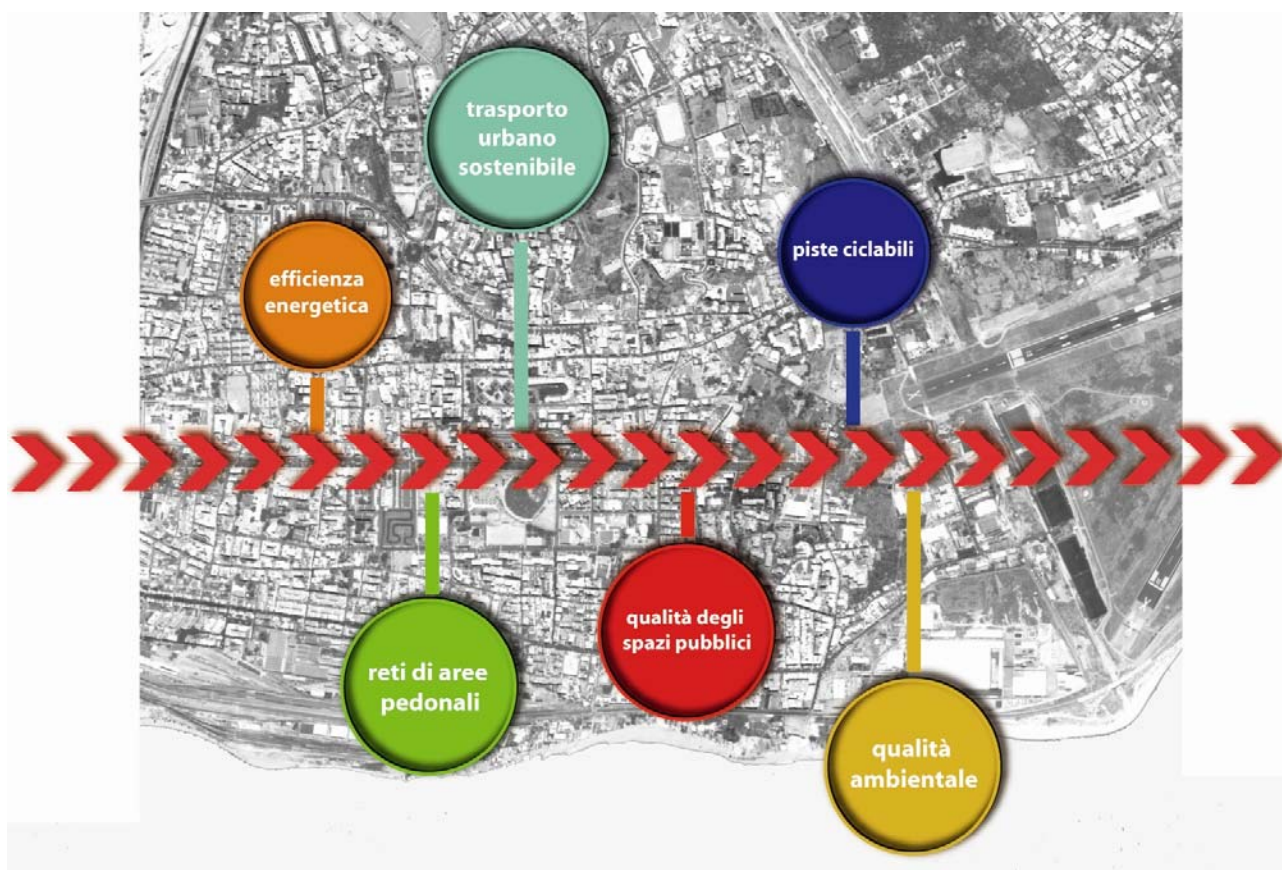 trasporto
urbano
sostenibile
piste ciclabili
efficienza
energetica
qualità degli
spazi pubblici
reti di aree
pedonali
qualità
ambientale